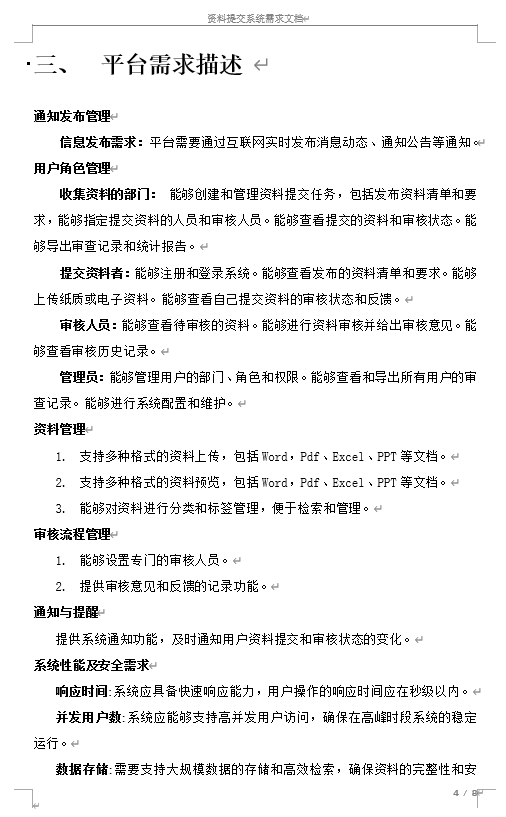 资料提交系统需求文档
三、 平台需求描述
通知发布管理
信息发布需求：平台需要通过互联网实时发布消息动态、通知公告等通知。
用户角色管理
收集资料的部门： 能够创建和管理资料提交任务，包括发布资料清单和要
求，能够指定提交资料的人员和审核人员。能够查看提交的资料和审核状态。能
够导出审查记录和统计报告。
提交资料者：能够注册和登录系统。能够查看发布的资料清单和要求。能够
上传纸质或电子资料。能够查看自己提交资料的审核状态和反馈。
审核人员：能够查看待审核的资料。能够进行资料审核并给出审核意见。能
够查看审核历史记录。
管理员：能够管理用户的部门、角色和权限。能够查看和导出所有用户的审
查记录。能够进行系统配置和维护。
资料管理
1. 支持多种格式的资料上传，包括Word，Pdf、Excel、PPT等文档。
2. 支持多种格式的资料预览，包括Word，Pdf、Excel、PPT等文档。
3. 能够对资料进行分类和标签管理，便于检索和管理。
审核流程管理
1. 能够设置专门的审核人员。
2. 提供审核意见和反馈的记录功能。
通知与提醒
提供系统通知功能，及时通知用户资料提交和审核状态的变化。
系统性能及安全需求
响应时间:系统应具备快速响应能力，用户操作的响应时间应在秒级以内。
并发用户数:系统应能够支持高并发用户访问，确保在高峰时段系统的稳定
运行。
数据存储:需要支持大规模数据的存储和高效检索，确保资料的完整性和安
4 / 8